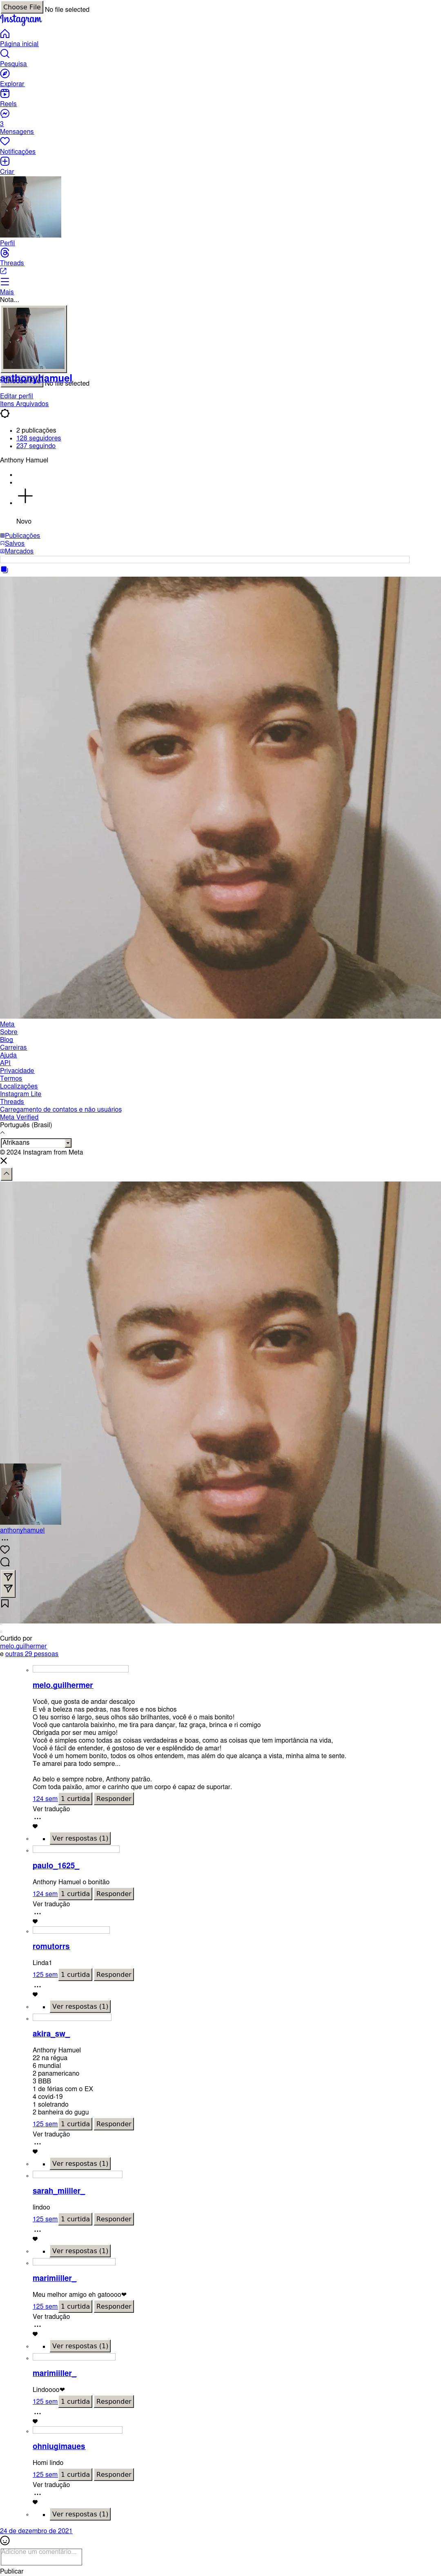 Choose File No file selected
Instagram
Página inicial
Pesquisa
Explorar
Reels
3
Mensagens
Notificações
Criar
Perfil
Threads
Mais
Nota...
anthonyhamuel
No file selected
Editar perfil
Itens Arquivados
2 publicações
128 seguidores
237 seguindo
Anthony Hamuel
Novo
Publicações
Salvos
Marcados
Meta
Sobre
Blog
Carreiras
Ajuda
API
Privacidade
Termos
Localizações
Instagram Lite
Threads
Carregamento de contatos e não usuários
Meta Verified
Português (Brasil)
Afrikaans
© 2024 Instagram from Meta
anthonyhamuel
Curtido por
melo.guilhermer
e outras 29 pessoas
melo.guilhermer
Você, que gosta de andar descalço
E vê a beleza nas pedras, nas flores e nos bichos
O teu sorriso é largo, seus olhos são brilhantes, você é o mais bonito!
Você que cantarola baixinho, me tira para dançar, faz graça, brinca e ri comigo
Obrigada por ser meu amigo!
Você é simples como todas as coisas verdadeiras e boas, como as coisas que tem importância na vida,
Você é fácil de entender, é gostoso de ver e esplêndido de amar!
Você é um homem bonito, todos os olhos entendem, mas além do que alcança a vista, minha alma te sente.
Te amarei para todo sempre...
Ao belo e sempre nobre, Anthony patrão.
Com toda paixão, amor e carinho que um corpo é capaz de suportar.
124 sem 1 curtida Responder
Ver tradução
Ver respostas (1)
paulo_1625_
Anthony Hamuel o bonitão
124 sem 1 curtida Responder
Ver tradução
romutorrs
Linda1
125 sem 1 curtida Responder
Ver respostas (1)
akira_sw_
Anthony Hamuel
22 na régua
6 mundial
2 panamericano
3 BBB
1 de férias com o EX
4 covid-19
1 soletrando
2 banheira do gugu
125 sem 1 curtida Responder
Ver tradução
Ver respostas (1)
sarah_miiller_
lindoo
125 sem 1 curtida Responder
Ver respostas (1)
marimiiller_
Meu melhor amigo eh gatoooo❤
125 sem 1 curtida Responder
Ver tradução
Ver respostas (1)
marimiiller_
Lindoooo❤
125 sem 1 curtida Responder
ohniugimaues
Homi lindo
125 sem 1 curtida Responder
Ver tradução
Ver respostas (1)
24 de dezembro de 2021
Adicione um comentário...
Publicar